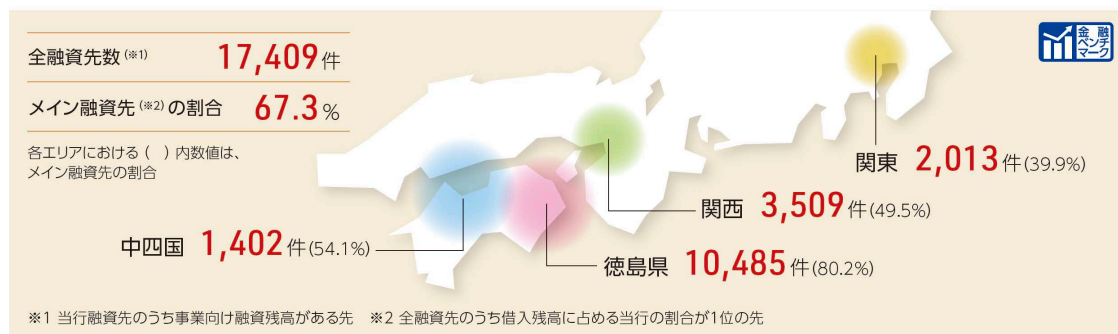 全融資先数(※1) 17,409件
メイン融資先(※2)の割合 67.3%
各エリアにおける( )内数値は、
メイン融資先の割合
金融
ベンチ
マーク
関東 2,013件(39.9%)
関西 3,509件(49.5%)
中四国 1,402件(54.1%)
徳島県 10,485件(80.2%)
※1 当行融資先のうち事業向け融資残高がある先 ※2 全融資先のうち借入残高に占める当行の割合が1位の先